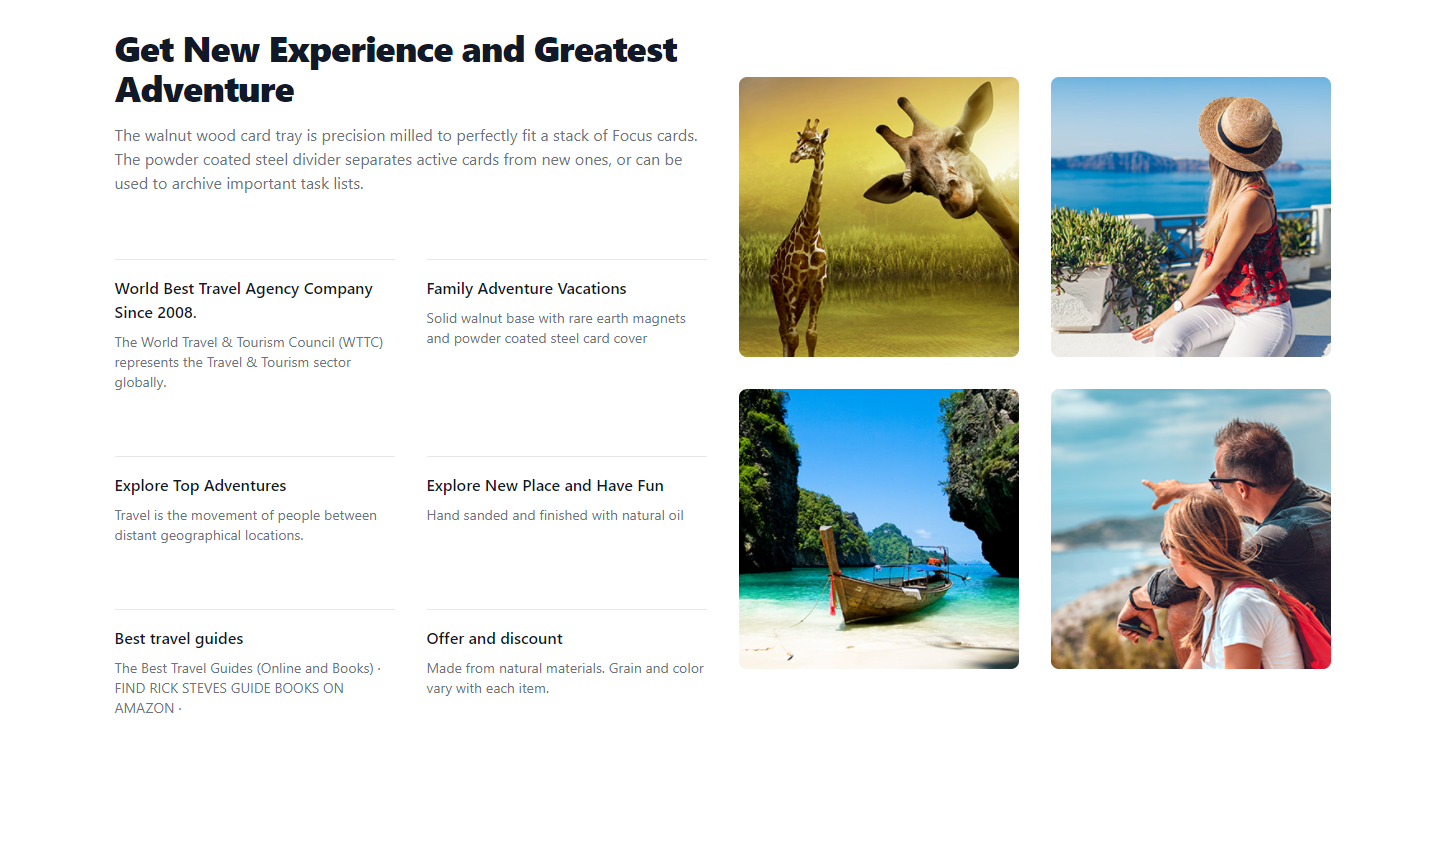 Get New Experience and Greatest
Adventure
The walnut wood card tray is precision milled to perfectly fit a stack of Focus cards.
The powder coated steel divider separates active cards from new ones, or can be
used to archive important task lists.
World Best Travel Agency Company
Since 2008.
The World Travel & Tourism Council (WTTC)
represents the Travel & Tourism sector
globally.
Family Adventure Vacations
Solid walnut base with rare earth magnets
and powder coated steel card cover
Explore Top Adventures
Travel is the movement of people between
distant geographical locations.
Explore New Place and Have Fun
Hand sanded and finished with natural oil
Best travel guides
The Best Travel Guides (Online and Books) ·
FIND RICK STEVES GUIDE BOOKS ON
AMAZON ·
Offer and discount
Made from natural materials. Grain and color
vary with each item.